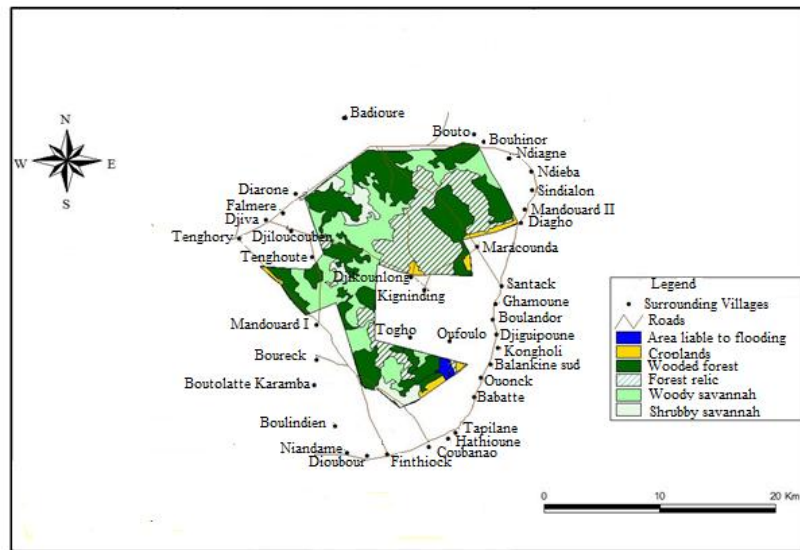 Badioure
N
W E
S
Bouto
Bouhinor
Ndiagne
Ndieba
Sindialon
Mandouard II
Diagho
Diarone
Falmere
Djiva
Djiloucouben
Tenghory
Tenghoute
Maracounda
Djikounlong
Kigninding
Santack
Ghamoune
Boulandor
Djiguipoune
Kongholi
Balankine sud
Ouonck
Babatte
Mandouard I
Togho
Oufoulo
Boureck
Boutolatte Karamba
Boulindien
Tapilane
Hathioune
Coubanao
Niandame
Dioubour
Finthiock
Legend
Surrounding Villages
Roads
Area liable to flooding
Croplands
Wooded forest
Forest relic
Woody savannah
Shrubby savannah
0 10 20 Km